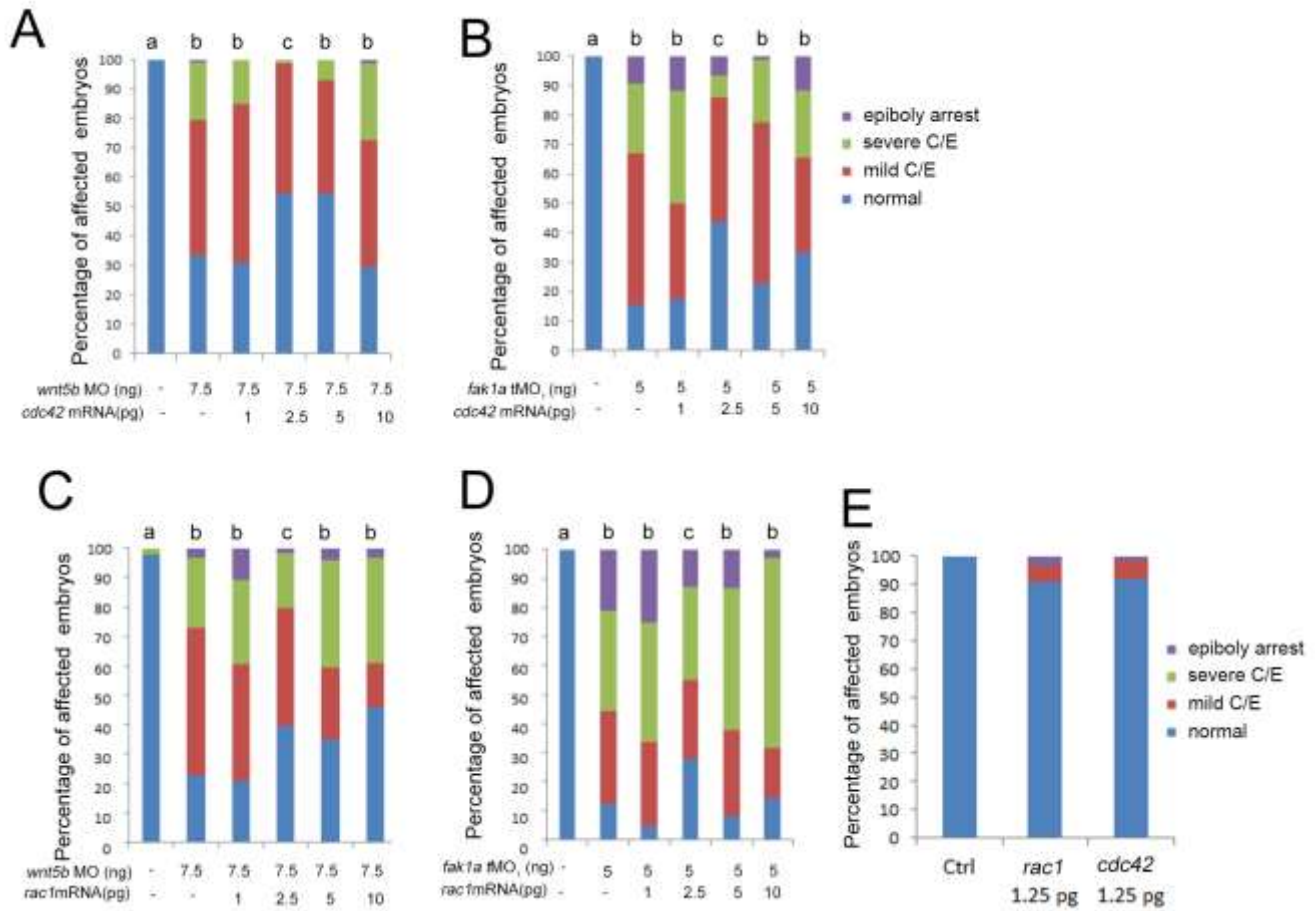 A
a b b c b b
Percentage of affected embryos
100
90
80
70
60
50
40
30
20
10
0
wnt5b MO (ng) - 7.5 7.5 7.5 7.5 7.5
cdc42 mRNA(pg) - - 1 2.5 5 10
B
a b b c b b
Percentage of affected embryos
100
90
80
70
60
50
40
30
20
10
0
fak1a tMO, (ng) - 5 5 5 5 5
cdc42 mRNA(pg) - - 1 2.5 5 10
epiboly arrest
severe C/E
mild C/E
normal
C
a b b c b b
Percentage of affected embryos
100
90
80
70
60
50
40
30
20
10
0
wnt5b MO (ng) - 7.5 7.5 7.5 7.5 7.5
rac1mRNA(pg) - - 1 2.5 5 10
D
a b b c b b
Percentage of affected embryos
100
90
80
70
60
50
40
30
20
10
0
fak1a tMO, (ng) - 5 5 5 5 5
rac1mRNA(pg) - - 1 2.5 5 10
E
Percentage of affected embryos
100
90
80
70
60
50
40
30
20
10
0
Ctrl rac1 cdc42
1.25 pg 1.25 pg
epiboly arrest
severe C/E
mild C/E
normal